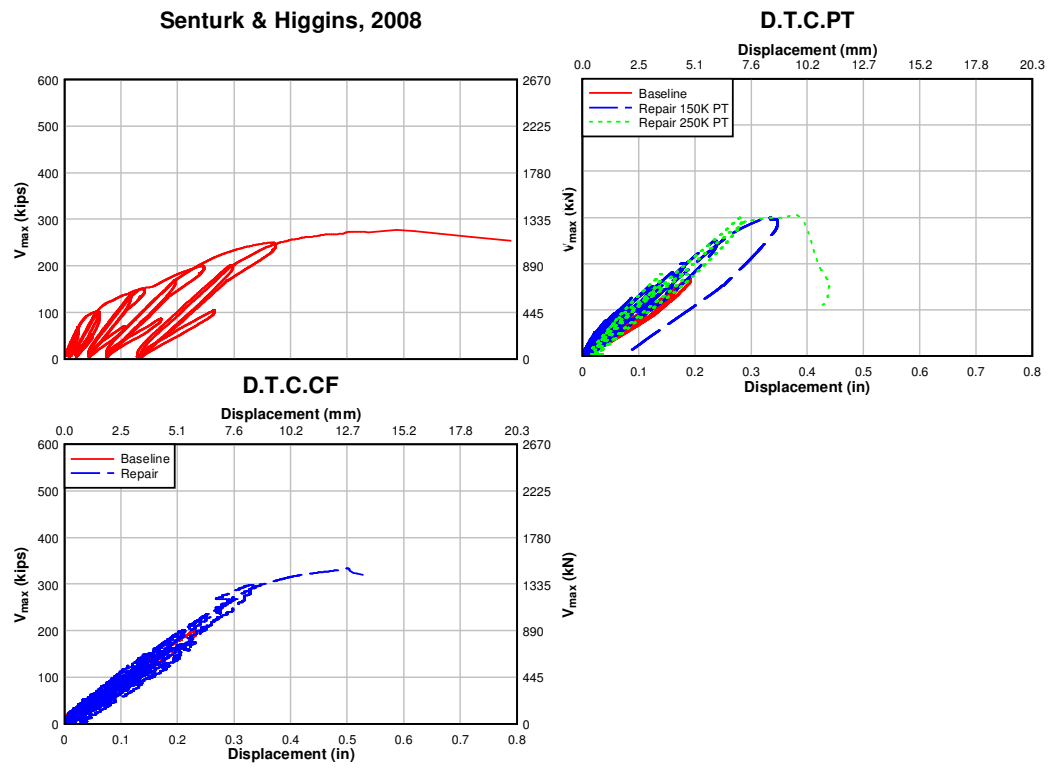 Senturk & Higgins, 2008
600
500
400
300
200
100
0
Vmax (kips)
2670
2225
1780
1335
890
445
0
D.T.C.PT
Displacement (mm)
0.0 2.5 5.1 7.6 10.2 12.7 15.2 17.8 20.3
Baseline
Repair 150K PT
Repair 250K PT
Vmax (kN)
0 0.1 0.2 0.3 0.4 0.5 0.6 0.7 0.8
Displacement (in)
D.T.C.CF
Displacement (mm)
0.0 2.5 5.1 7.6 10.2 12.7 15.2 17.8 20.3
600
500
400
300
200
100
0
Vmax (kips)
Baseline
Repair
2670
2225
1780
1335
890
445
0
Vmax (kN)
0 0.1 0.2 0.3 0.4 0.5 0.6 0.7 0.8
Displacement (in)